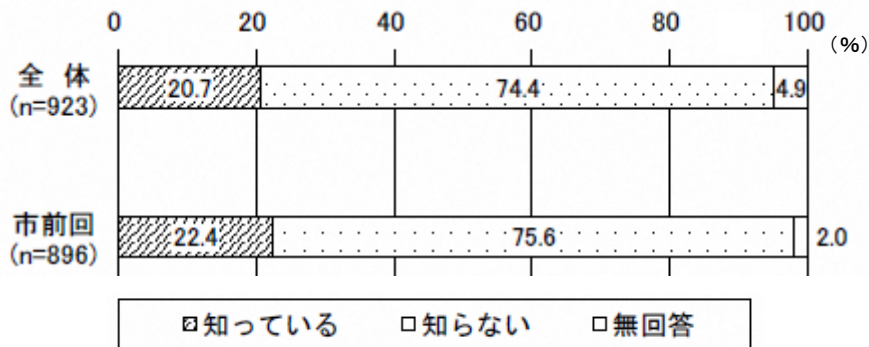 0 20 40 60 80 100
(%)
全 体
(n=923)
20.7 74.4 4.9
市前回
(n=896)
22.4 75.6 2.0
知っている 知らない 無回答